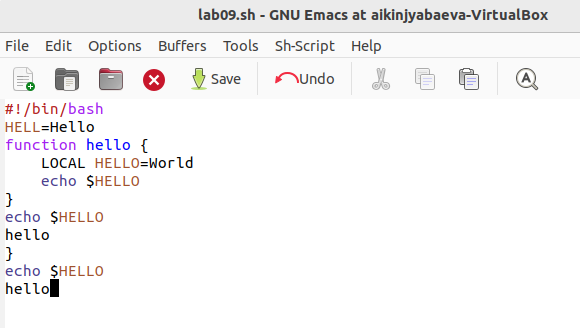 lab09.sh - GNU Emacs at aikinjyabaeva-VirtualBox
File Edit Options Buffers Tools Sh-Script Help
Save Undo
#!/bin/bash
HELL=Hello
function hello {
    LOCAL HELLO=World
    echo $HELLO
}
echo $HELLO
hello
}
echo $HELLO
hello